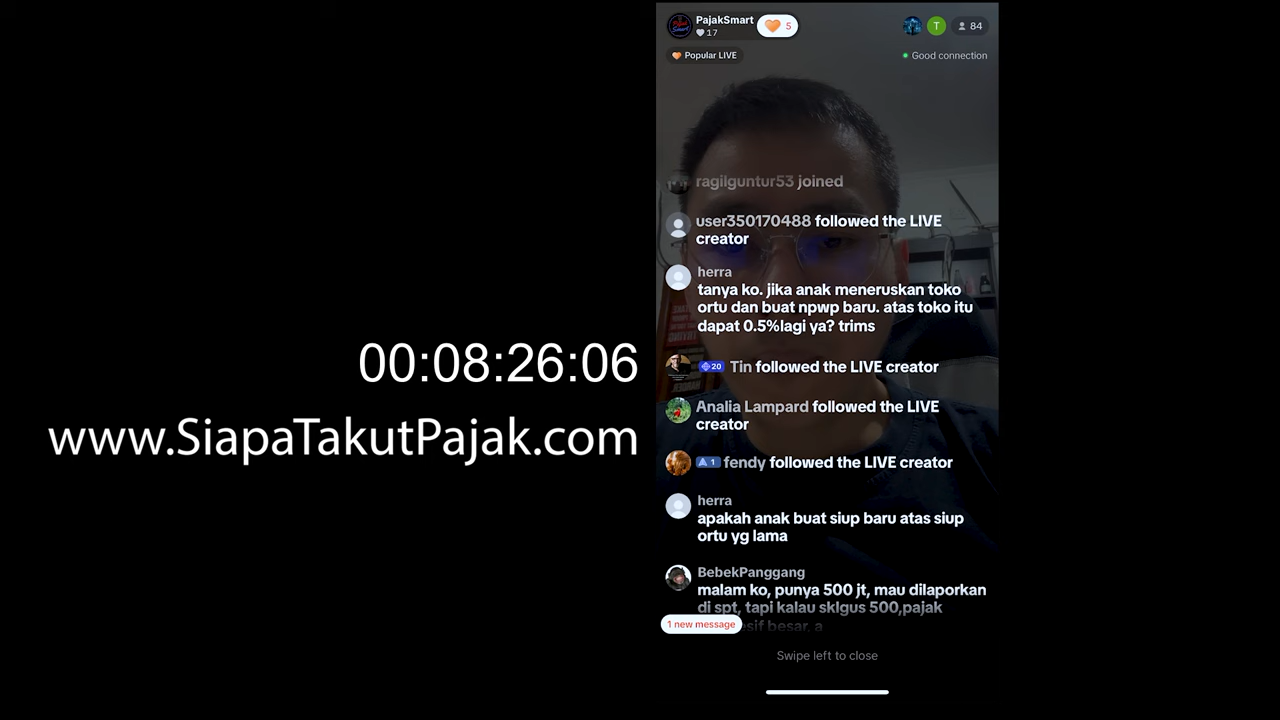 00:08:26:06
www.SiapaTakutPajak.com
PajakSmart
17
5
T
84
Popular LIVE
Good connection
ragilguntur53 joined
user350170488 followed the LIVE
creator
herra
tanya ko. jika anak meneruskan toko
ortu dan buat npwp baru. atas toko itu
dapat 0.5%lagi ya? trims
20 Tin followed the LIVE creator
Analia Lampard followed the LIVE
creator
1 fendy followed the LIVE creator
herra
apakah anak buat siup baru atas siup
ortu yg lama
BebekPanggang
malam ko, punya 500 jt, mau dilaporkan
di spt, tapi kalau sklgus 500,pajak
esif besar, a
1 new message
Swipe left to close